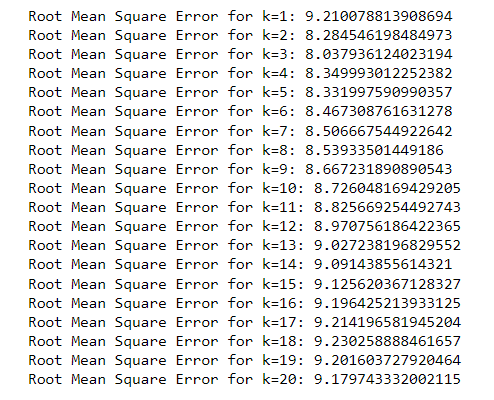 Root Mean Square Error for k=1: 9.210078813908694
Root Mean Square Error for k=2: 8.284546198484973
Root Mean Square Error for k=3: 8.037936124023194
Root Mean Square Error for k=4: 8.349993012252382
Root Mean Square Error for k=5: 8.331997590990357
Root Mean Square Error for k=6: 8.467308761631278
Root Mean Square Error for k=7: 8.506667544922642
Root Mean Square Error for k=8: 8.53933501449186
Root Mean Square Error for k=9: 8.667231890890543
Root Mean Square Error for k=10: 8.726048169429205
Root Mean Square Error for k=11: 8.825669254492743
Root Mean Square Error for k=12: 8.970756186422365
Root Mean Square Error for k=13: 9.027238196829552
Root Mean Square Error for k=14: 9.09143855614321
Root Mean Square Error for k=15: 9.125620367128327
Root Mean Square Error for k=16: 9.196425213933125
Root Mean Square Error for k=17: 9.214196581945204
Root Mean Square Error for k=18: 9.230258888461657
Root Mean Square Error for k=19: 9.201603727920464
Root Mean Square Error for k=20: 9.179743332002115